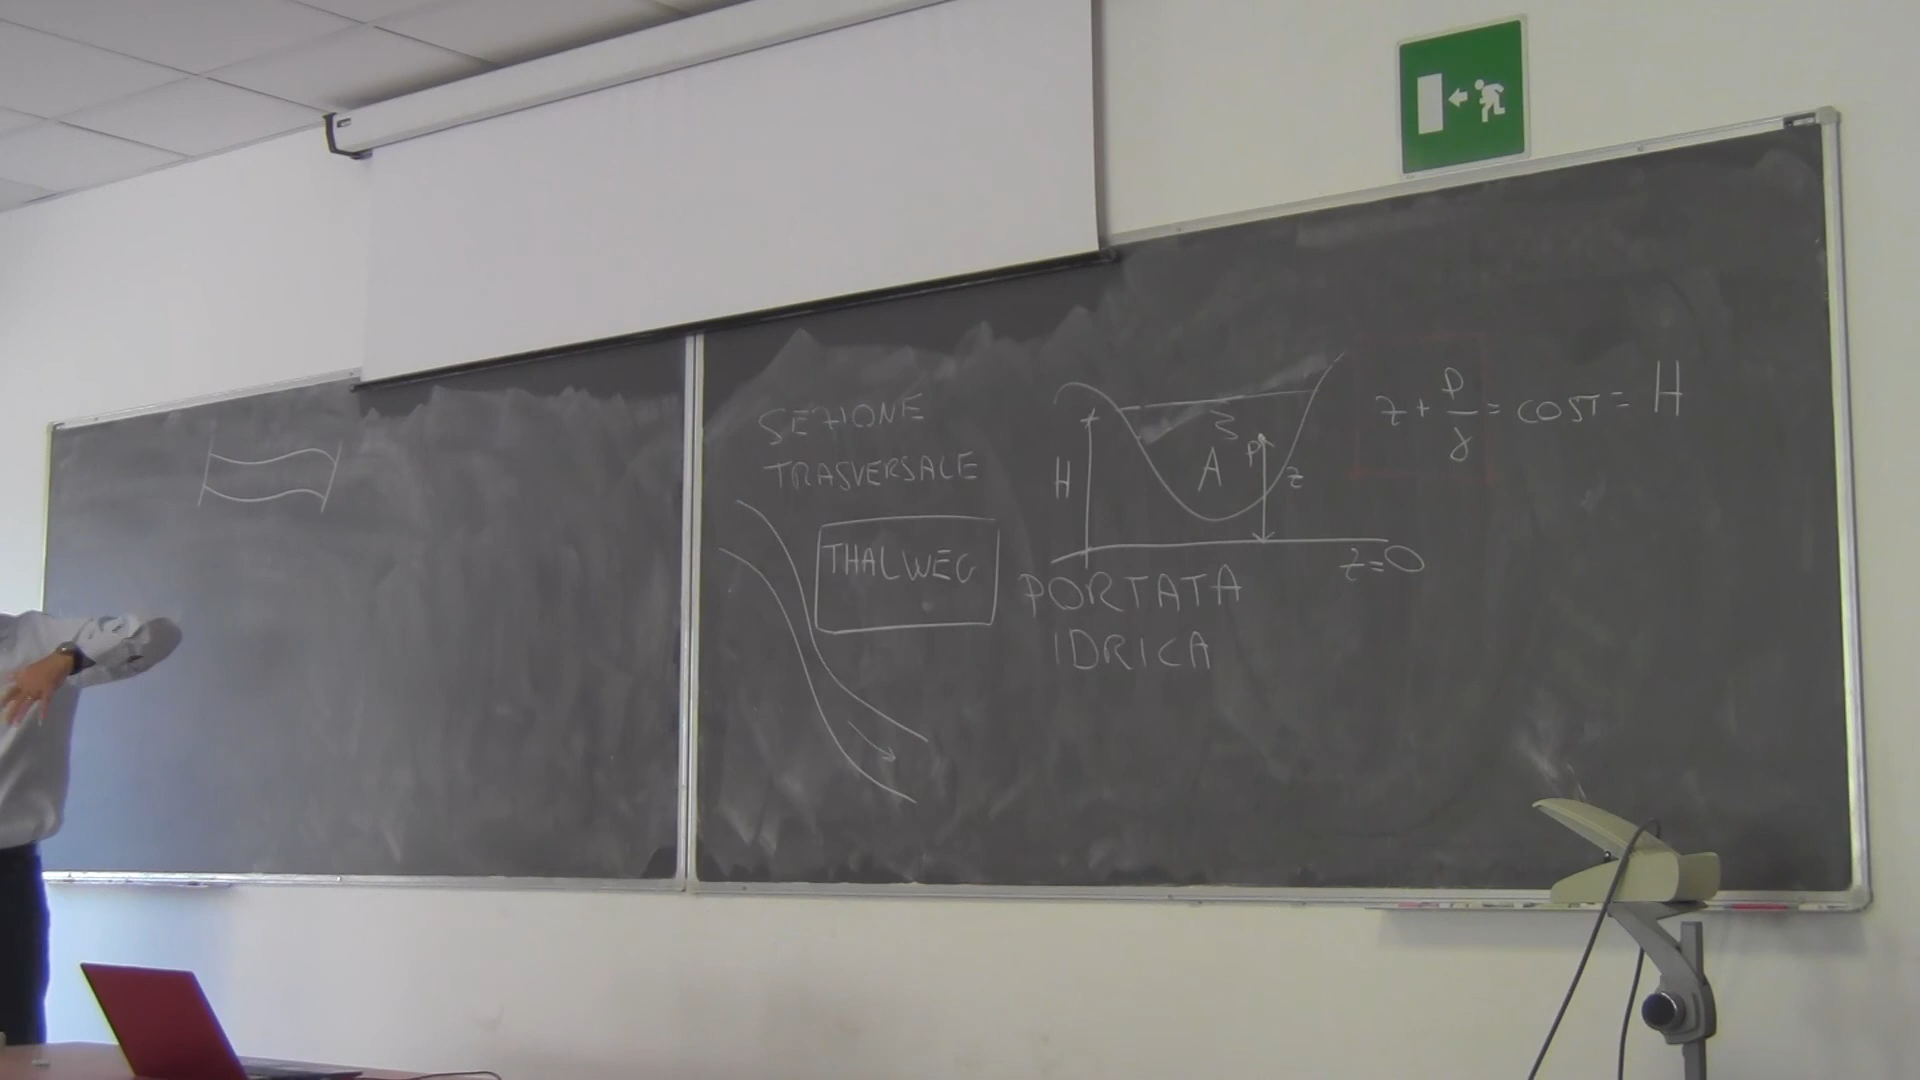 SEZIONE
TRASVERSALE
THALWEG
H
A
P
z
z=0
z + P/γ = COST = H
PORTATA
IDRICA